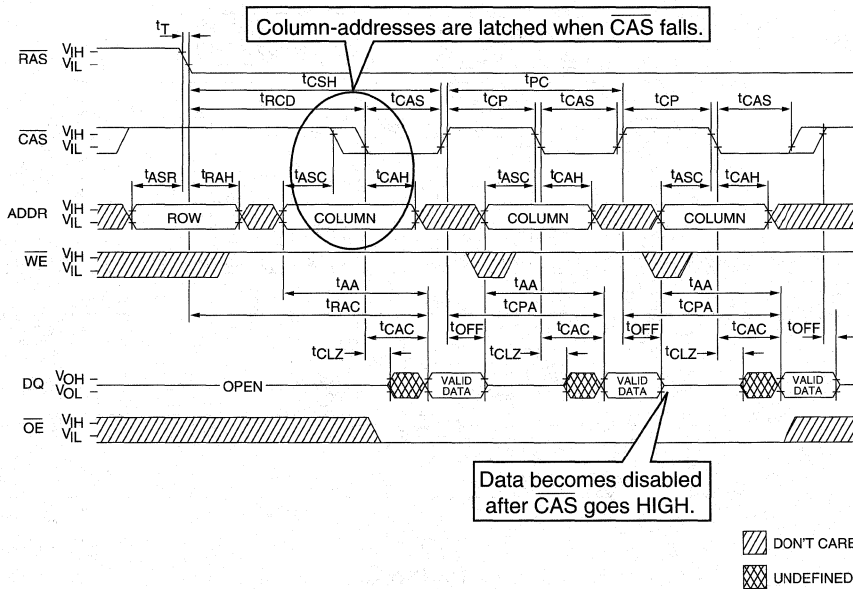 Column-addresses are latched when CAS falls.
tT
RAS VIH VIL
tCSH tPC
tRCD tCAS tCP tCAS tCP tCAS
CAS VIH VIL
tASR tRAH tASC tCAH tASC tCAH tASC tCAH
ADDR VIH VIL ROW COLUMN COLUMN COLUMN
WE VIH VIL
tAA tAA tAA
tRAC tCPA tCPA
tCAC tOFF tCAC tOFF tCAC tOFF
tCLZ tCLZ tCLZ
DQ VOH VOL OPEN VALID DATA VALID DATA VALID DATA
OE VIH VIL
Data becomes disabled
after CAS goes HIGH.
DON'T CARE
UNDEFINED